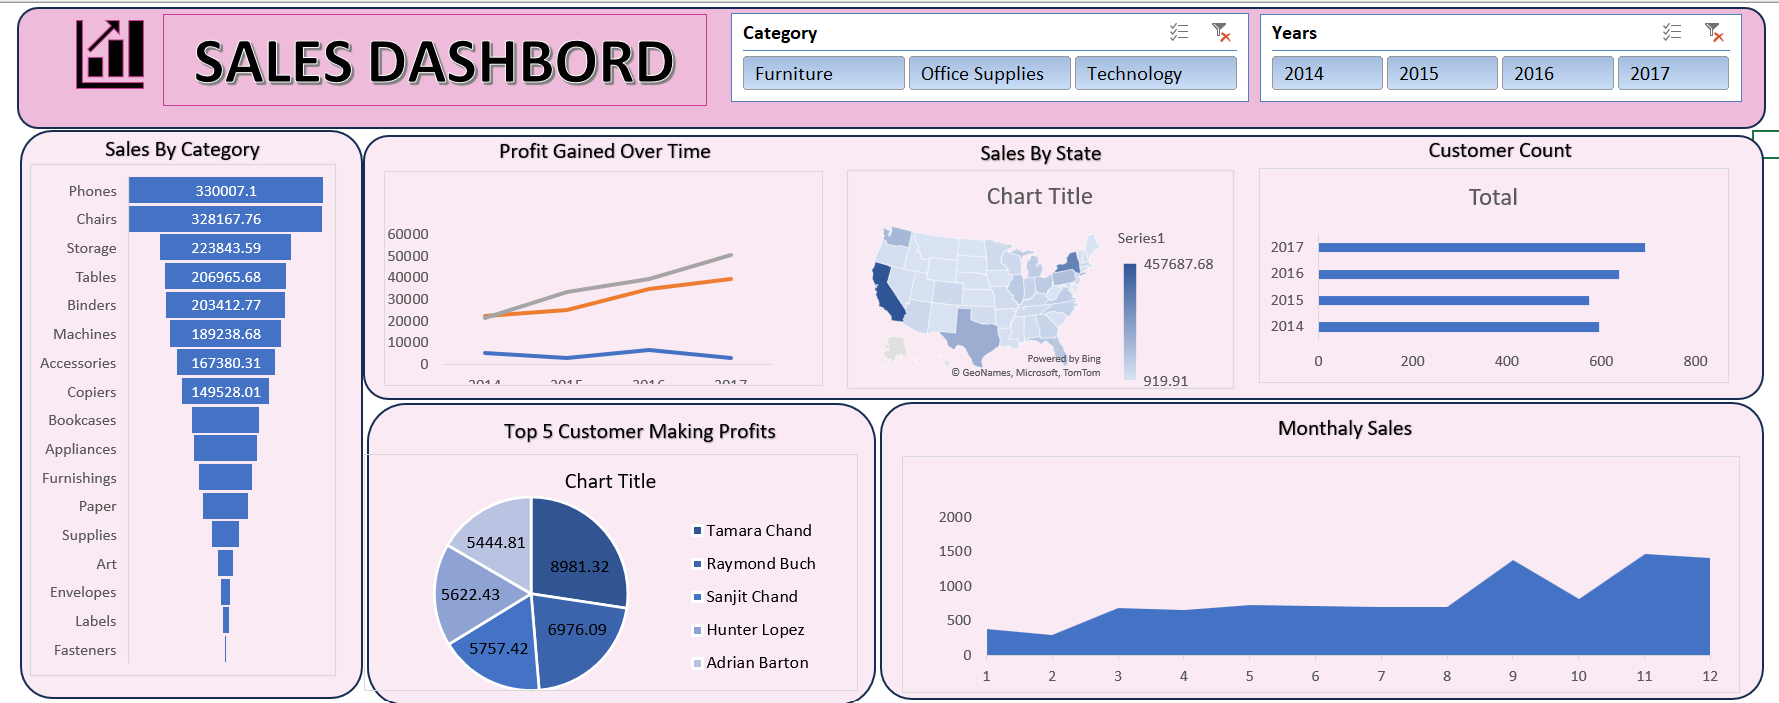 SALES DASHBORD
Category
Furniture
Office Supplies
Technology
Years
2014
2015
2016
2017
Sales By Category
Phones 330007.1
Chairs 328167.76
Storage 223843.59
Tables 206965.68
Binders 203412.77
Machines 189238.68
Accessories 167380.31
Copiers 149528.01
Bookcases
Appliances
Furnishings
Paper
Supplies
Art
Envelopes
Labels
Fasteners
Profit Gained Over Time
60000
50000
40000
30000
20000
10000
0
2014 2015 2016 2017
Sales By State
Chart Title
Series1
457687.68
919.91
Powered by Bing
© GeoNames, Microsoft, TomTom
Customer Count
Total
2017
2016
2015
2014
0 200 400 600 800
Top 5 Customer Making Profits
Chart Title
5444.81
8981.32
5622.43
6976.09
5757.42
Tamara Chand
Raymond Buch
Sanjit Chand
Hunter Lopez
Adrian Barton
Monthaly Sales
2000
1500
1000
500
0
1 2 3 4 5 6 7 8 9 10 11 12